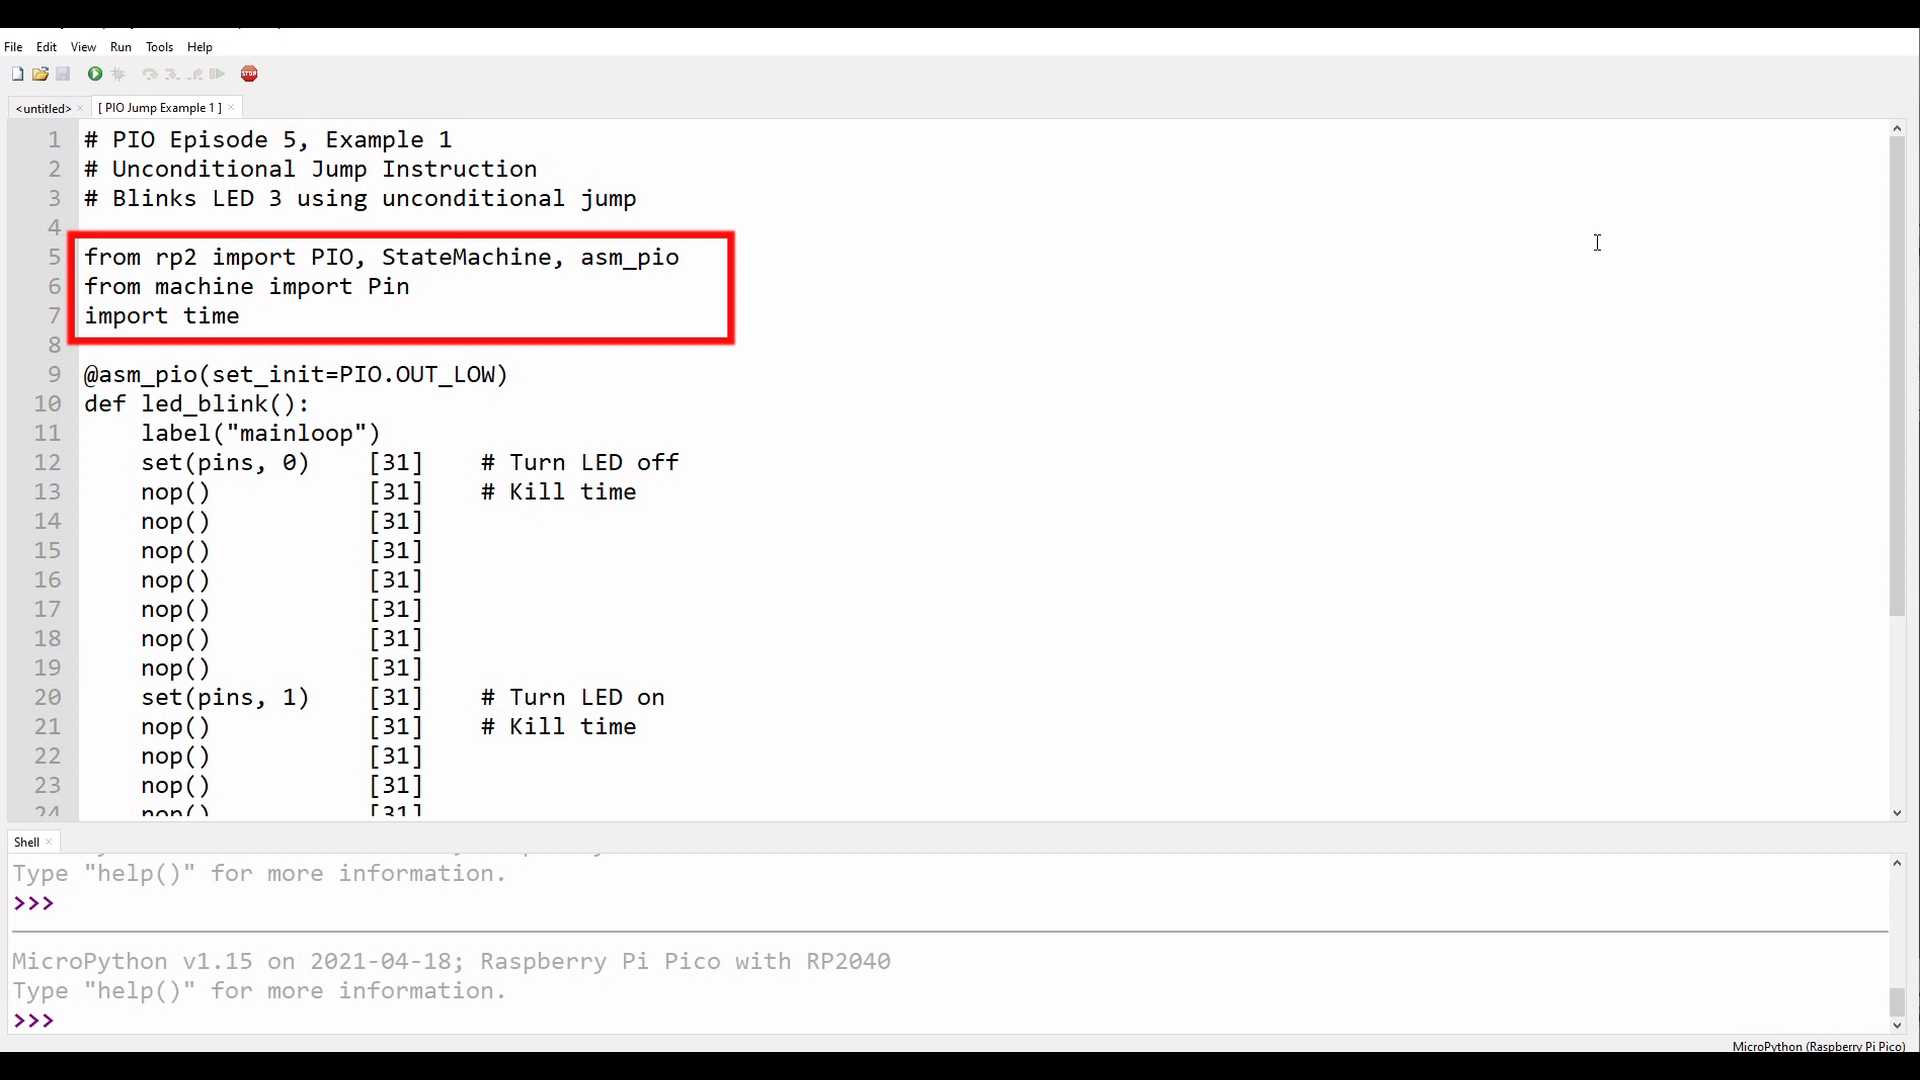 File Edit View Run Tools Help
STOP
<untitled> × [ PIO Jump Example 1 ] ×
1 # PIO Episode 5, Example 1
2 # Unconditional Jump Instruction
3 # Blinks LED 3 using unconditional jump
4
5 from rp2 import PIO, StateMachine, asm_pio
6 from machine import Pin
7 import time
8
9 @asm_pio(set_init=PIO.OUT_LOW)
10 def led_blink():
11     label("mainloop")
12     set(pins, 0)    [31]    # Turn LED off
13     nop()           [31]    # Kill time
14     nop()           [31]
15     nop()           [31]
16     nop()           [31]
17     nop()           [31]
18     nop()           [31]
19     nop()           [31]
20     set(pins, 1)    [31]    # Turn LED on
21     nop()           [31]    # Kill time
22     nop()           [31]
23     nop()           [31]
24     nop()           [31]
Shell ×
Type "help()" for more information.
>>>
MicroPython v1.15 on 2021-04-18; Raspberry Pi Pico with RP2040
Type "help()" for more information.
>>>
MicroPython (Raspberry Pi Pico)